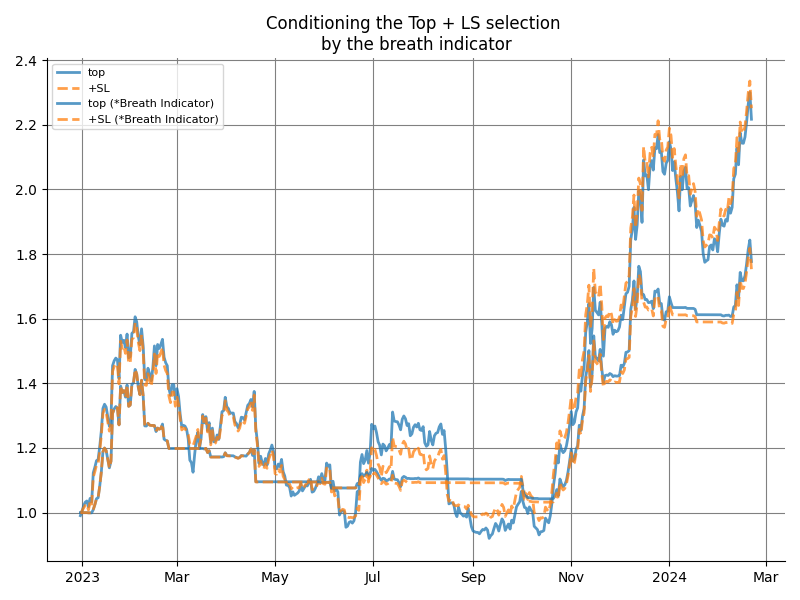 Conditioning the Top + LS selection
by the breath indicator
top
+SL
top (*Breath Indicator)
+SL (*Breath Indicator)
2.4
2.2
2.0
1.8
1.6
1.4
1.2
1.0
2023 Mar May Jul Sep Nov 2024 Mar